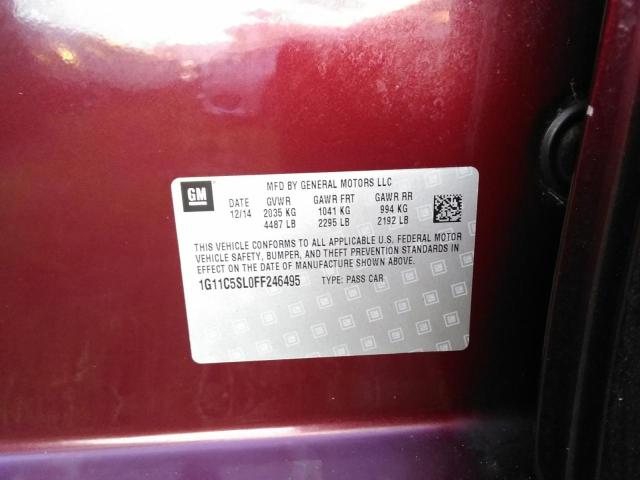 GM
MFD BY GENERAL MOTORS LLC
DATE GVWR GAWR FRT GAWR RR
12/14 2035 KG 1041 KG 994 KG
4487 LB 2295 LB 2192 LB
THIS VEHICLE CONFORMS TO ALL APPLICABLE U.S. FEDERAL MOTOR
VEHICLE SAFETY, BUMPER, AND THEFT PREVENTION STANDARDS IN
EFFECT ON THE DATE OF MANUFACTURE SHOWN ABOVE.
1G11C5SL0FF246495 TYPE: PASS CAR